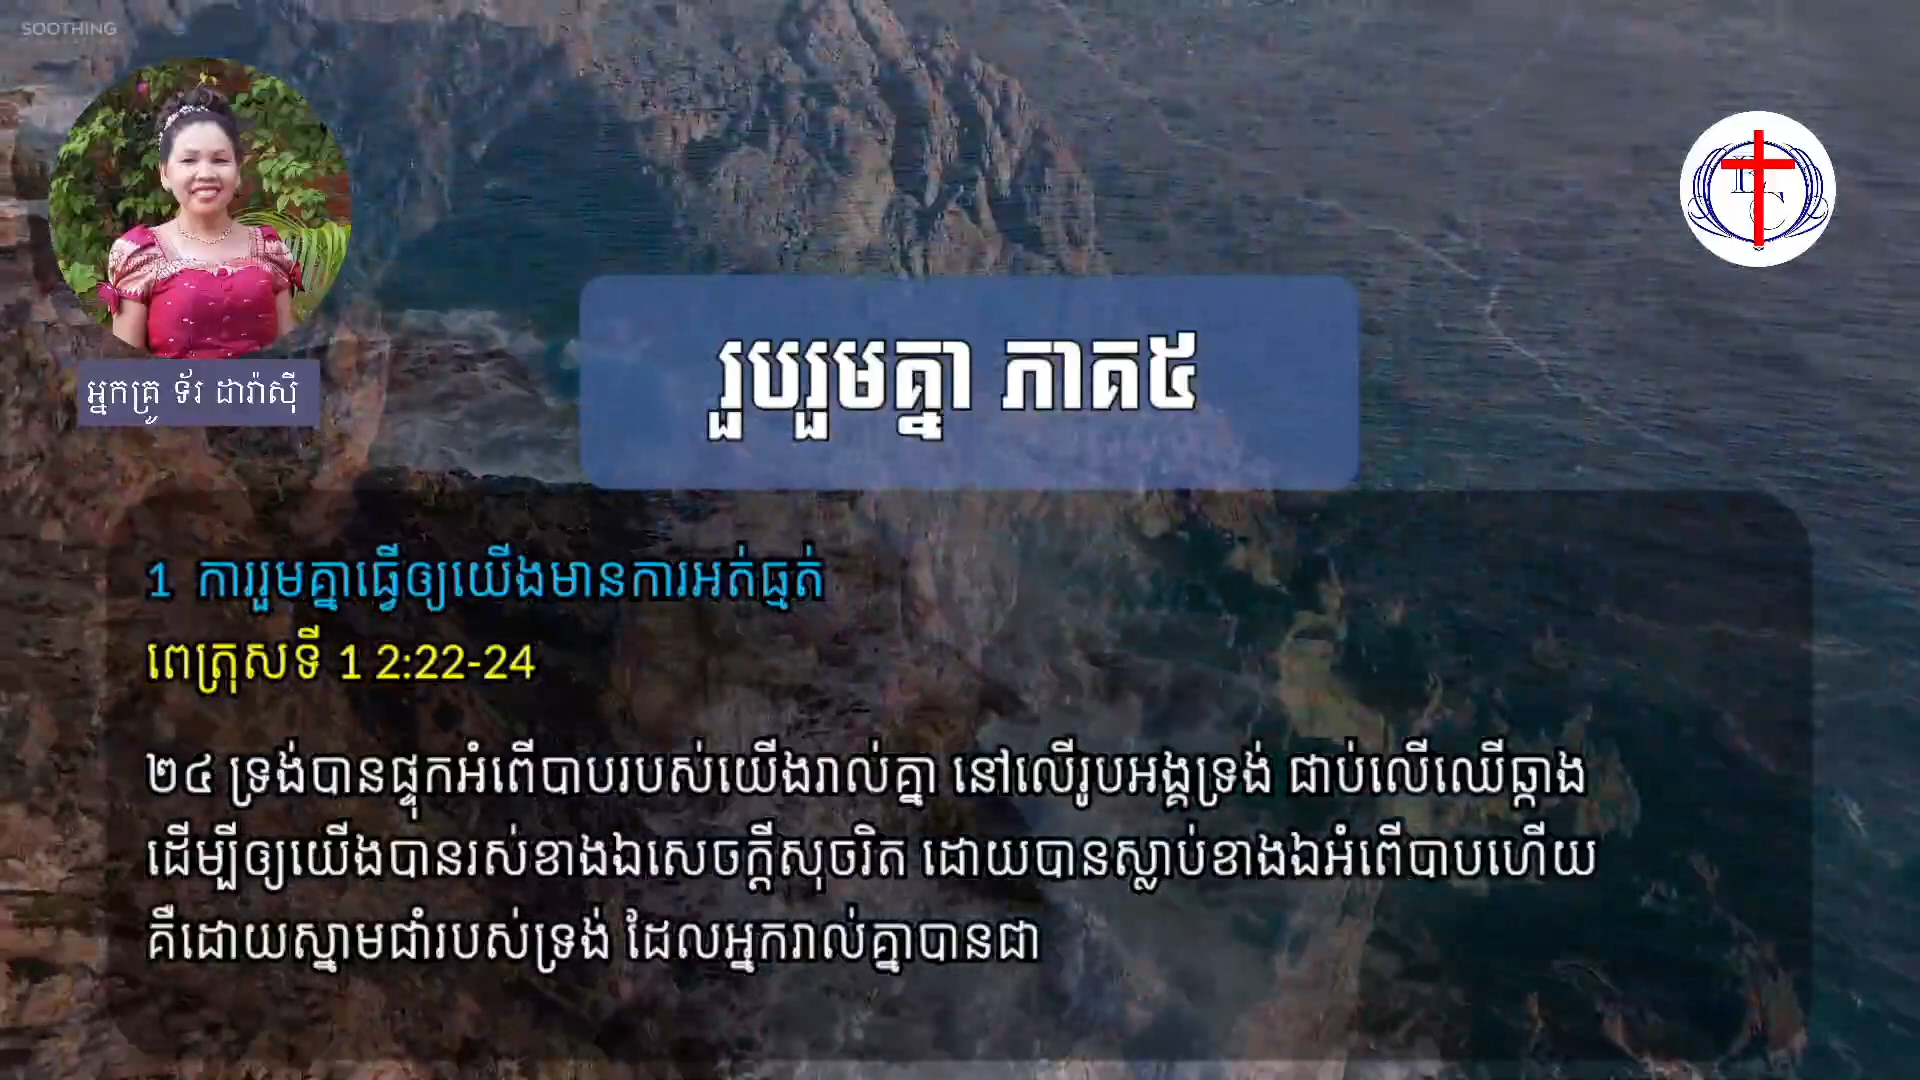 SOOTHING
អ្នកគ្រូ ទ័រ ដារ៉ាស៊ី
រួបរួមគ្នា ភាគ៥
1 ការរួមគ្នាធ្វើឲ្យយើងមានការអត់ធ្មត់
ពេត្រុសទី 1 2:22-24
២៤ ទ្រង់បានផ្ទុកអំពើបាបរបស់យើងរាល់គ្នា នៅលើរូបអង្គទ្រង់ ជាប់លើឈើឆ្កាង
ដើម្បីឲ្យយើងបានរស់ខាងឯសេចក្ដីសុចរិត ដោយបានស្លាប់ខាងឯអំពើបាបហើយ
គឺដោយស្នាមជាំរបស់ទ្រង់ ដែលអ្នករាល់គ្នាបានជា